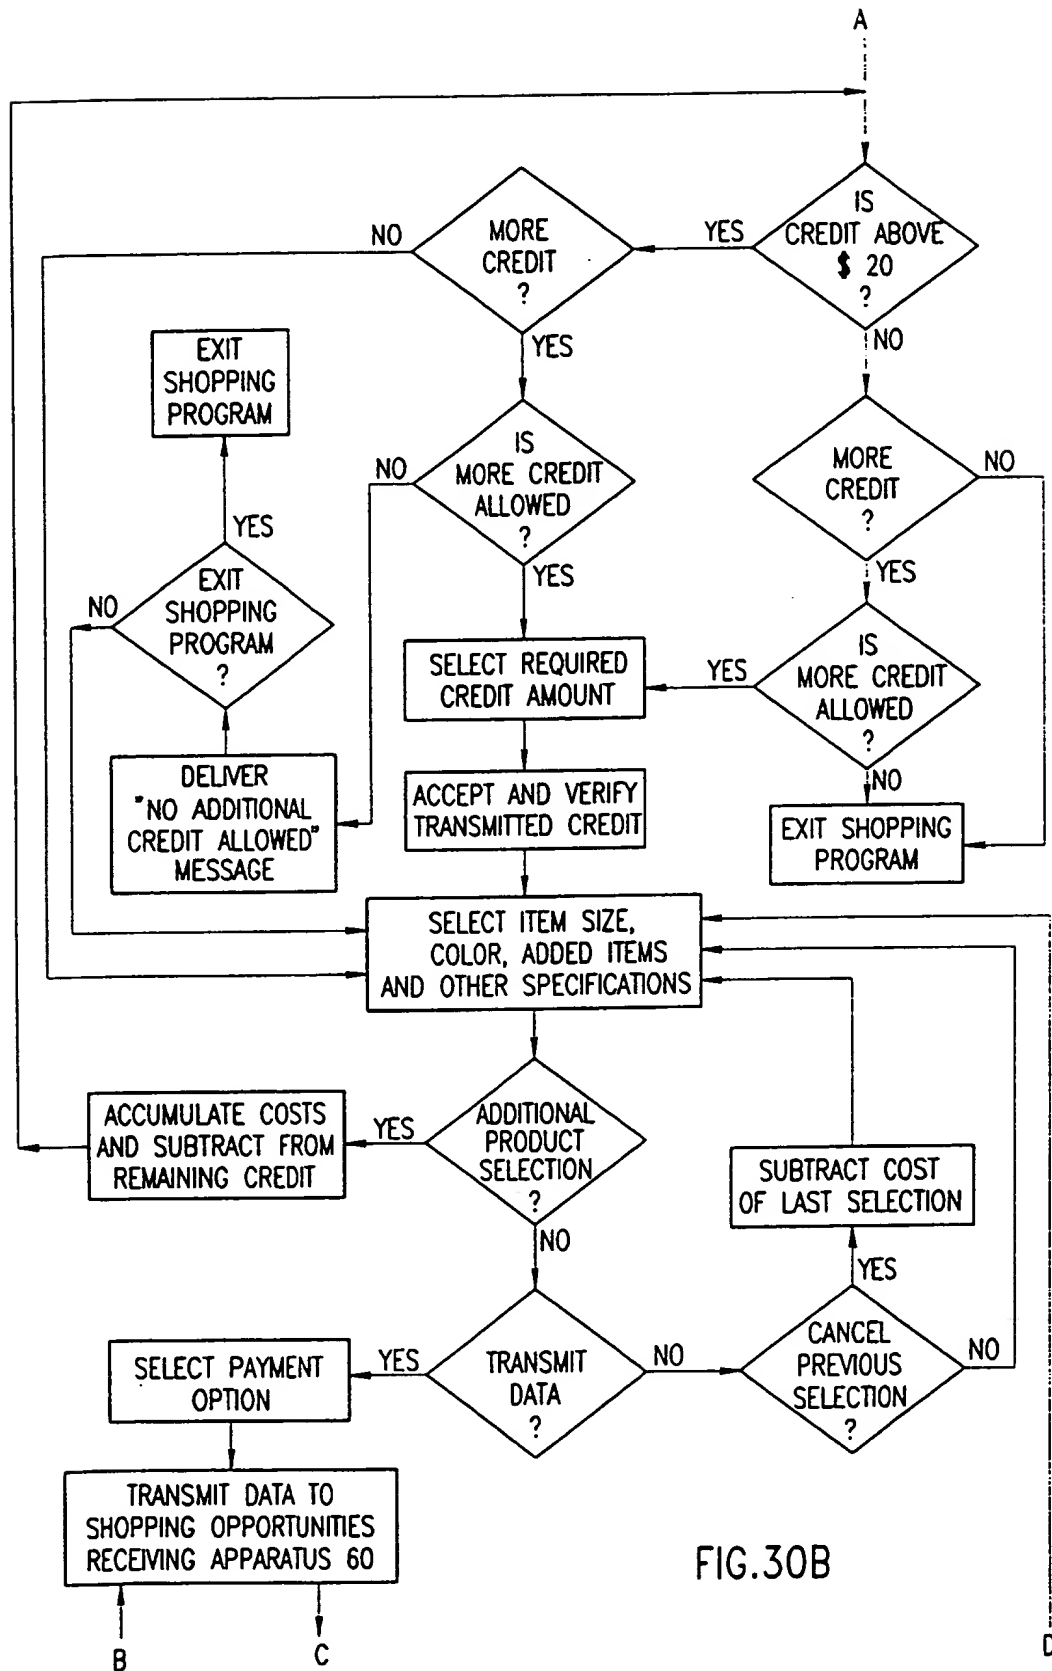 A
IS
CREDIT ABOVE
$ 20
?
YES
NO
MORE
CREDIT
?
NO
YES
EXIT
SHOPPING
PROGRAM
IS
MORE CREDIT
ALLOWED
?
NO
YES
MORE
CREDIT
?
NO
YES
YES
EXIT
SHOPPING
PROGRAM
?
NO
SELECT REQUIRED
CREDIT AMOUNT
YES
IS
MORE CREDIT
ALLOWED
?
NO
DELIVER
"NO ADDITIONAL
CREDIT ALLOWED"
MESSAGE
ACCEPT AND VERIFY
TRANSMITTED CREDIT
EXIT SHOPPING
PROGRAM
SELECT ITEM SIZE,
COLOR, ADDED ITEMS
AND OTHER SPECIFICATIONS
ACCUMULATE COSTS
AND SUBTRACT FROM
REMAINING CREDIT
YES
ADDITIONAL
PRODUCT
SELECTION
?
NO
SUBTRACT COST
OF LAST SELECTION
YES
SELECT PAYMENT
OPTION
YES
TRANSMIT
DATA
?
NO
CANCEL
PREVIOUS
SELECTION
?
NO
TRANSMIT DATA TO
SHOPPING OPPORTUNITIES
RECEIVING APPARATUS 60
FIG.30B
B
C
D